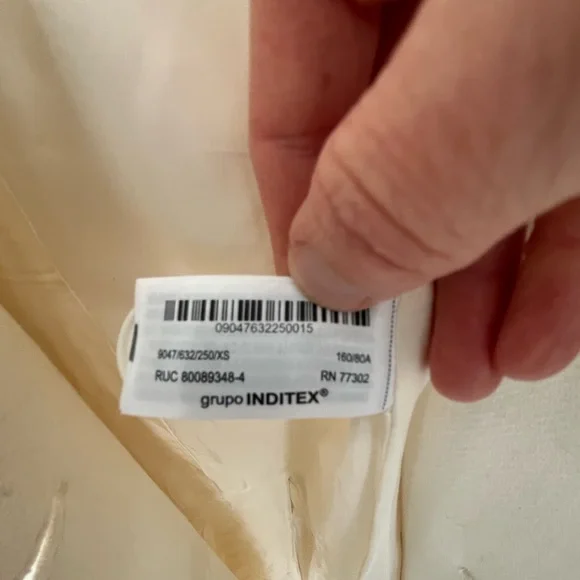 09047632250015
9047/632/250/XS 160/80A
RUC 80089348-4 RN 77302
grupo INDITEX®